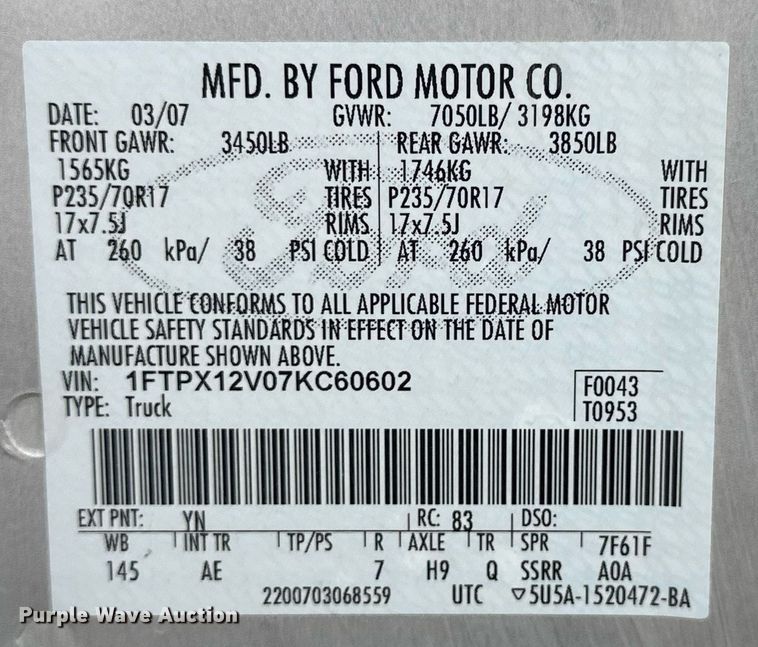 MFD. BY FORD MOTOR CO.
DATE: 03/07 GVWR: 7050LB/ 3198KG
FRONT GAWR: 3450LB REAR GAWR: 3850LB
1565KG WITH 1746KG WITH
P235/70R17 TIRES P235/70R17 TIRES
17x7.5J RIMS 17x7.5J RIMS
AT 260 kPa/ 38 PSI COLD AT 260 kPa/ 38 PSI COLD
Ford
THIS VEHICLE CONFORMS TO ALL APPLICABLE FEDERAL MOTOR
VEHICLE SAFETY STANDARDS IN EFFECT ON THE DATE OF
MANUFACTURE SHOWN ABOVE.
VIN: 1FTPX12V07KC60602 F0043
TYPE: Truck T0953
EXT PNT: YN RC: 83 DSO:
WB INT TR TP/PS R AXLE TR SPR 7F61F
145 AE 7 H9 Q SSRR A0A
2200703068559 UTC ▽5U5A-1520472-BA
Purple Wave Auction